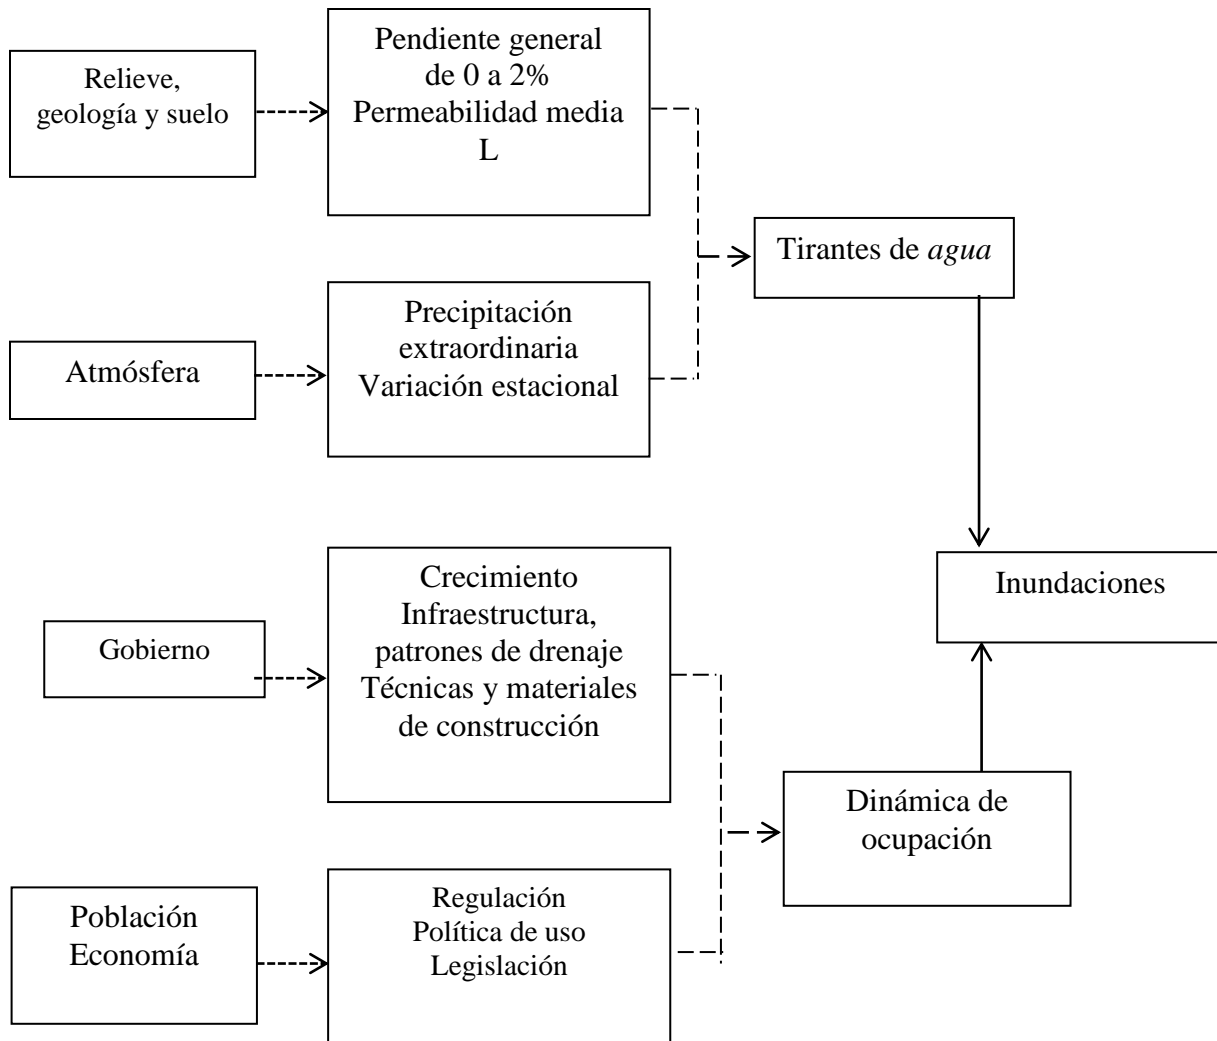 Relieve,
geología y suelo
Pendiente general
de 0 a 2%
Permeabilidad media
L
Tirantes de agua
Atmósfera
Precipitación
extraordinaria
Variación estacional
Inundaciones
Gobierno
Crecimiento
Infraestructura,
patrones de drenaje
Técnicas y materiales
de construcción
Dinámica de
ocupación
Población
Economía
Regulación
Política de uso
Legislación